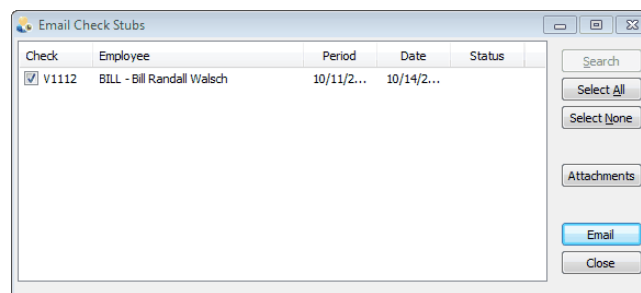 Email Check Stubs
Check Employee Period Date Status
V1112 BILL - Bill Randall Walsch 10/11/2... 10/14/2...
Search
Select All
Select None
Attachments
Email
Close